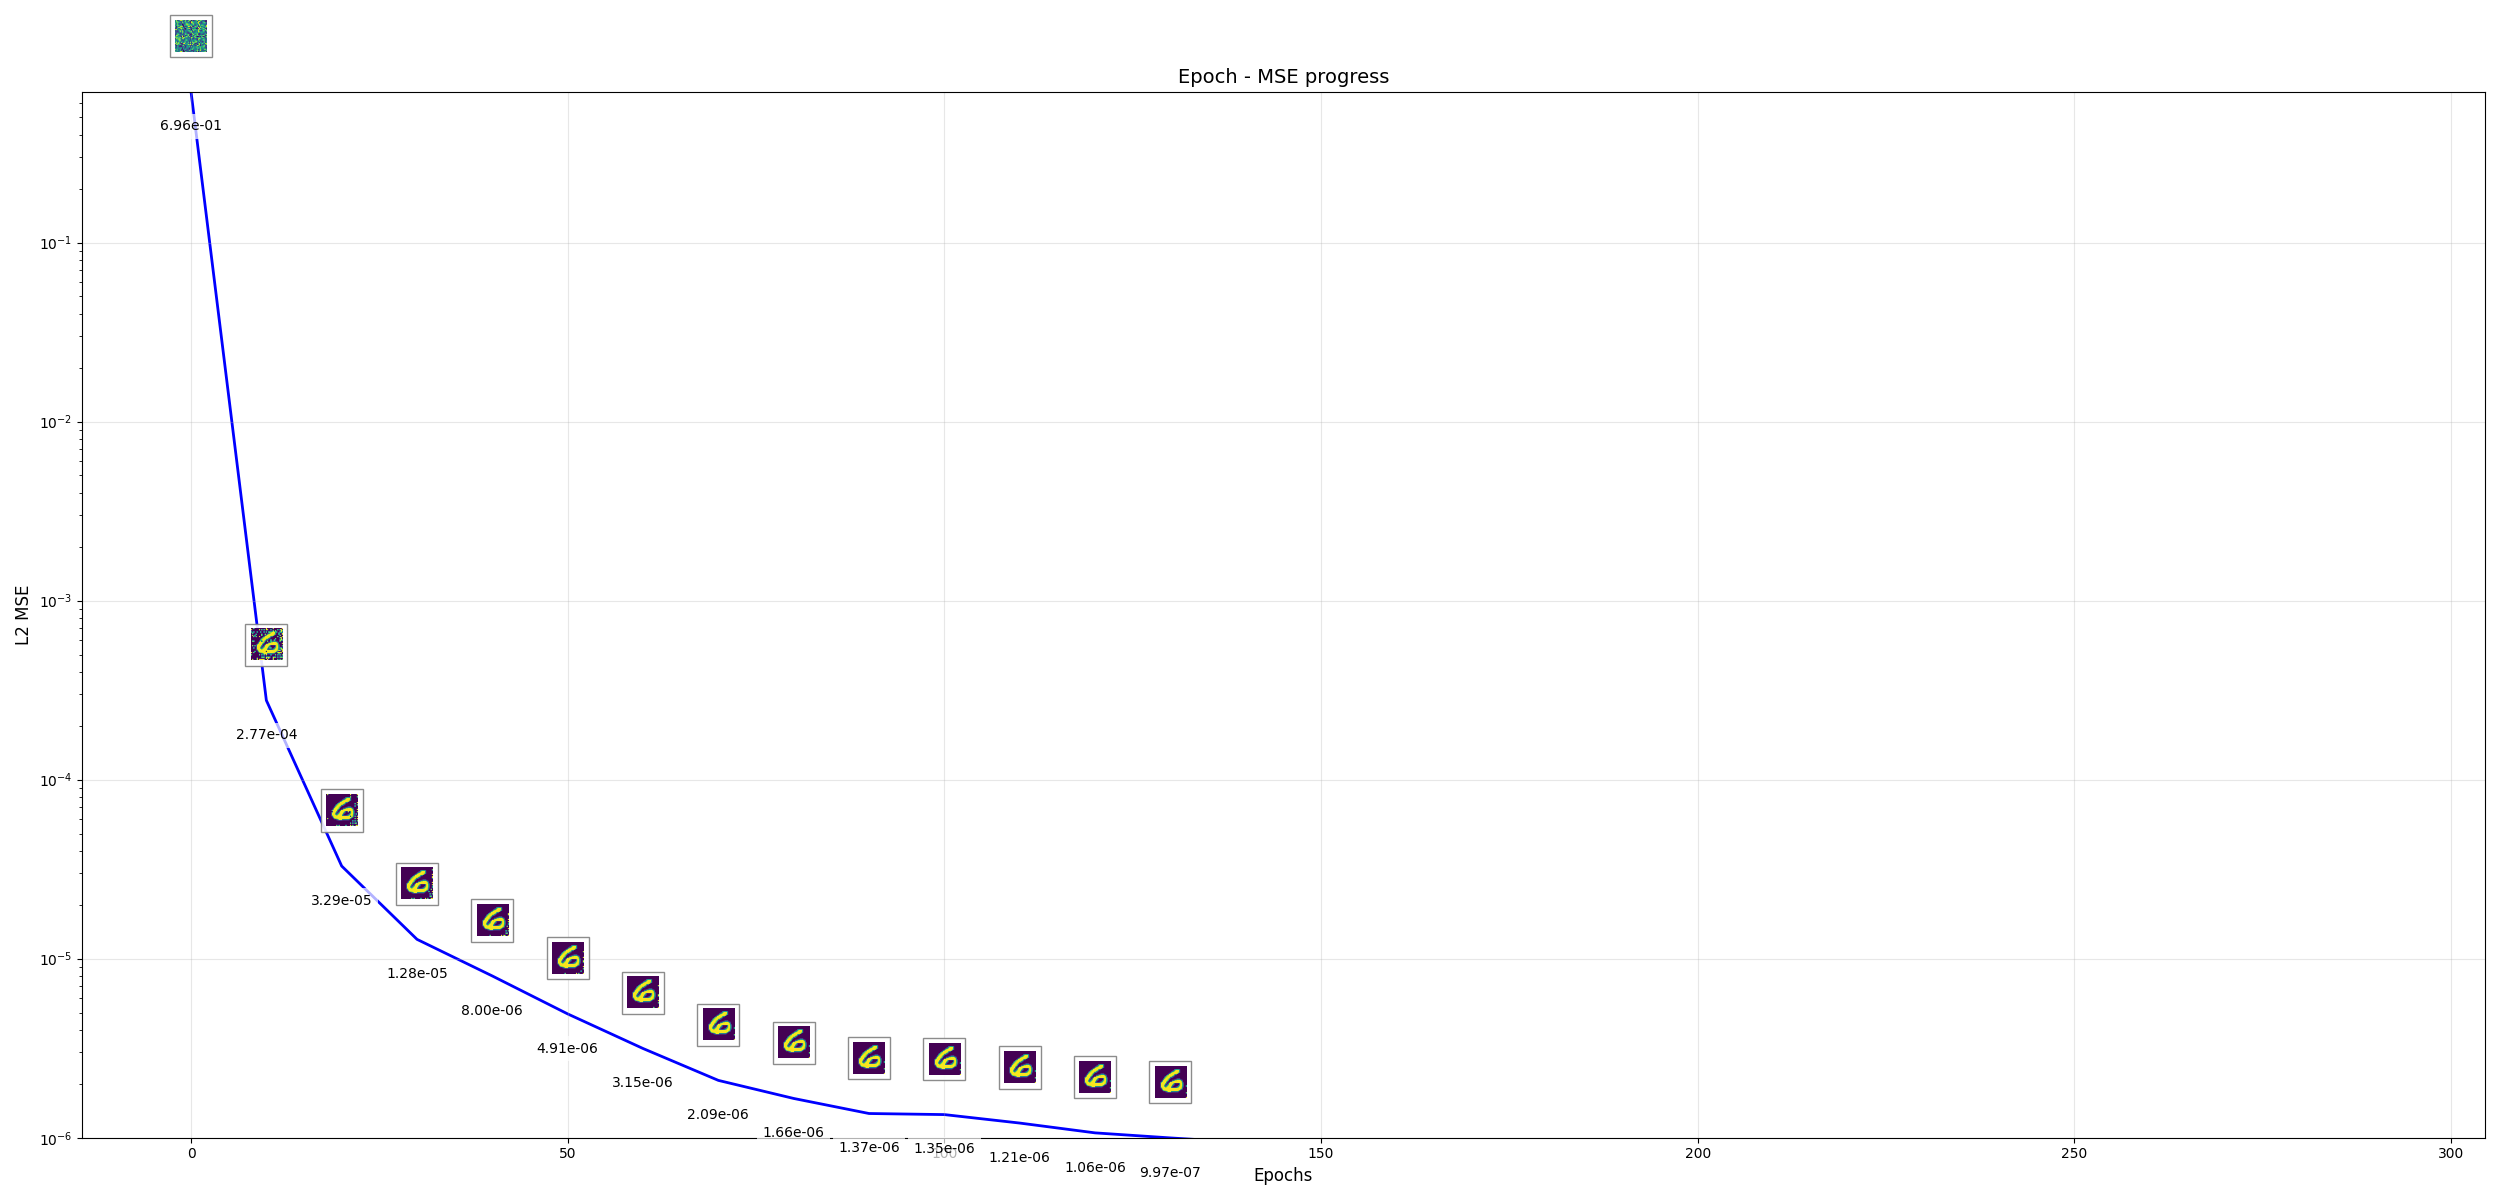 Epoch - MSE progress
6.96e-01
10⁻¹
10⁻²
10⁻³
L2 MSE
2.77e-04
10⁻⁴
3.29e-05
10⁻⁵
1.28e-05
8.00e-06
4.91e-06
3.15e-06
2.09e-06
1.66e-06
10⁻⁶
1.37e-06
1.35e-06
1.21e-06
1.06e-06
9.97e-07
0 50 100 150 200 250 300
Epochs